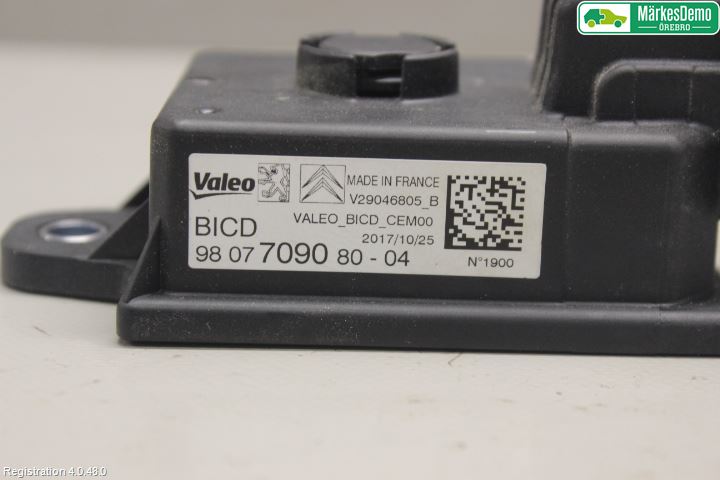 MärkesDemo
ÖREBRO
Valeo
MADE IN FRANCE
V29046805_B
BICD
VALEO_BICD_CEM00
2017/10/25
98 07 7090 80 - 04
N°1900
Registration 4.0.48.0